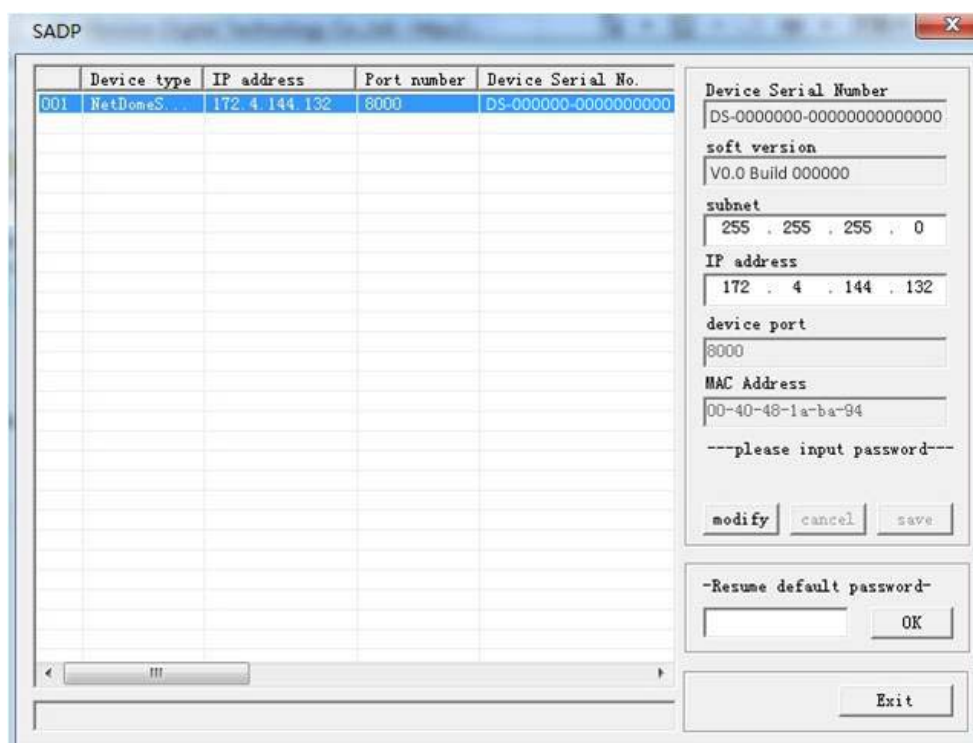 SADP
Device type IP address Port number Device Serial No.
001 NetDomeS... 172.4.144.132 8000 DS-000000-0000000000
Device Serial Number
DS-0000000-00000000000000
soft version
V0.0 Build 000000
subnet
255 . 255 . 255 . 0
IP address
172 . 4 . 144 . 132
device port
8000
MAC Address
00-40-48-1a-ba-94
---please input password---
modify cancel save
-Resume default password-
OK
Exit